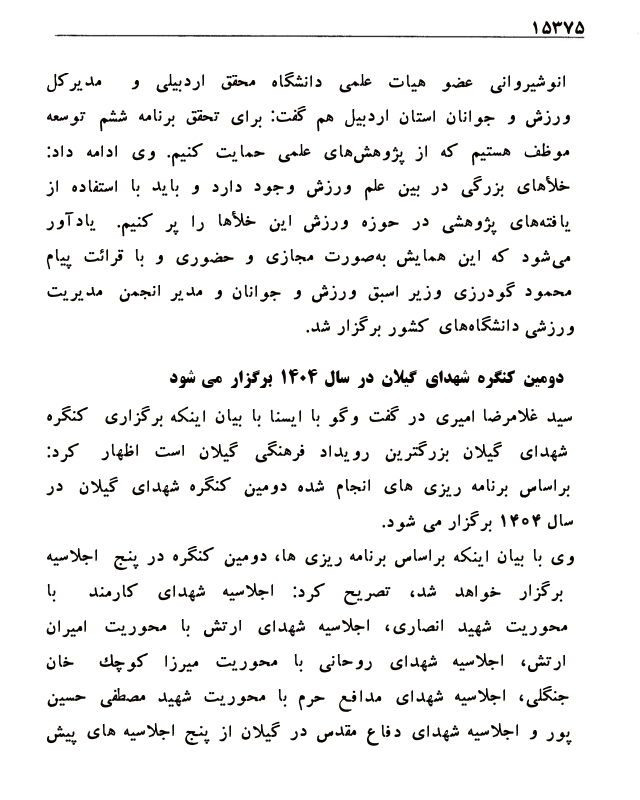 ۱۵۳۷۵
انوشیروانی عضو هیات علمی دانشگاه محقق اردبیلی و مدیرکل
ورزش و جوانان استان اردبیل هم گفت: برای تحقق برنامه ششم توسعه
موظف هستیم که از پژوهش‌های علمی حمایت کنیم. وی ادامه داد:
خلأهای بزرگی در بین علم ورزش وجود دارد و باید با استفاده از
یافته‌های پژوهشی در حوزه ورزش این خلأها را پر کنیم. یادآور
می‌شود که این همایش به‌صورت مجازی و حضوری و با قرائت پیام
محمود گودرزی وزیر اسبق ورزش و جوانان و مدیر انجمن مدیریت
ورزشی دانشگاه‌های کشور برگزار شد.
دومین کنگره شهدای گیلان در سال ۱۴۰۴ برگزار می شود
سید غلامرضا امیری در گفت وگو با ایسنا با بیان اینکه برگزاری کنگره
شهدای گیلان بزرگترین رویداد فرهنگی گیلان است اظهار کرد:
براساس برنامه ریزی های انجام شده دومین کنگره شهدای گیلان در
سال ۱۴۰۴ برگزار می شود.
وی با بیان اینکه براساس برنامه ریزی ها، دومین کنگره در پنج اجلاسیه
برگزار خواهد شد، تصریح کرد: اجلاسیه شهدای کارمند با
محوریت شهید انصاری، اجلاسیه شهدای ارتش با محوریت امیران
ارتش، اجلاسیه شهدای روحانی با محوریت میرزا کوچك خان
جنگلی، اجلاسیه شهدای مدافع حرم با محوریت شهید مصطفی حسین
پور و اجلاسیه شهدای دفاع مقدس در گیلان از پنج اجلاسیه های پیش